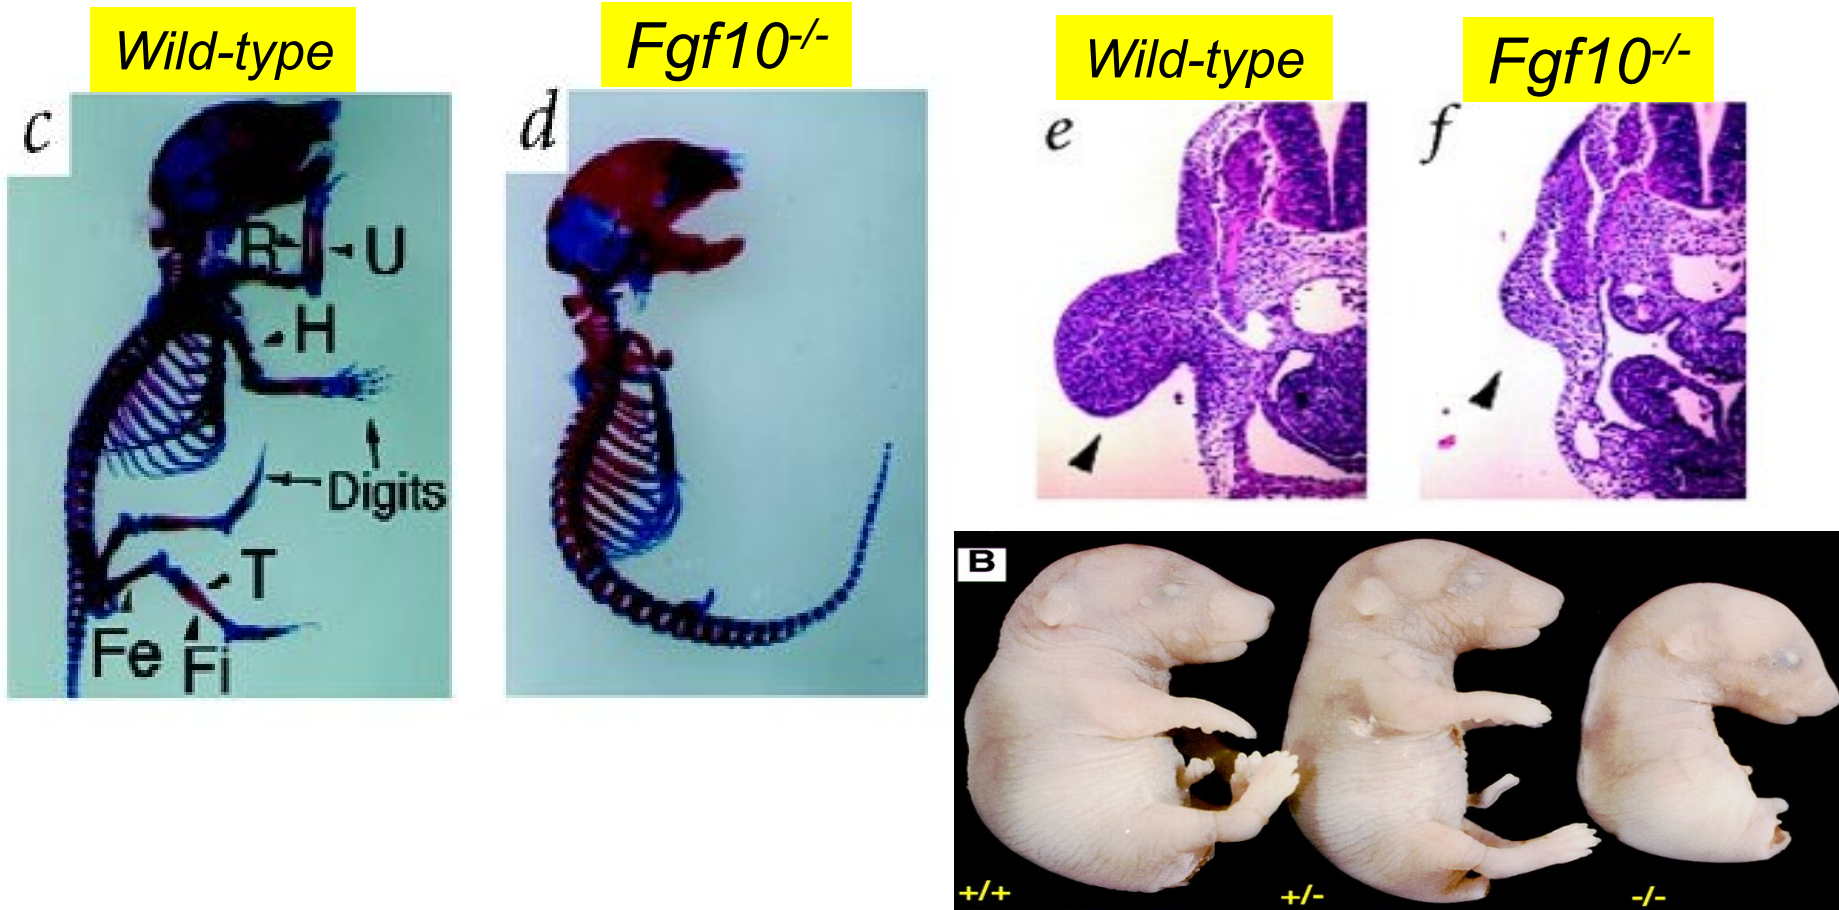 Wild-type
Fgf10-/-
Wild-type
Fgf10-/-
c
d
e
f
R
U
H
Digits
T
Fe
Fi
B
+/+
+/-
-/-